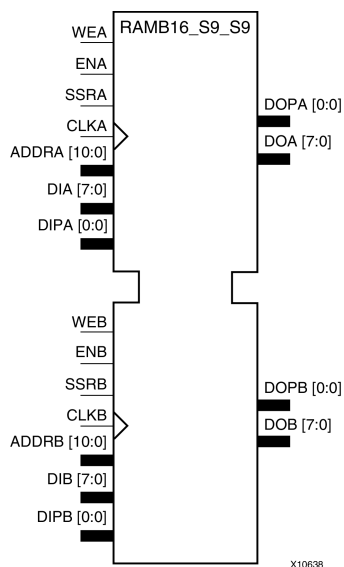 RAMB16_S9_S9
WEA
ENA
SSRA
CLKA
ADDRA [10:0]
DIA [7:0]
DIPA [0:0]
DOPA [0:0]
DOA [7:0]
WEB
ENB
SSRB
CLKB
ADDRB [10:0]
DIB [7:0]
DIPB [0:0]
DOPB [0:0]
DOB [7:0]
X10638